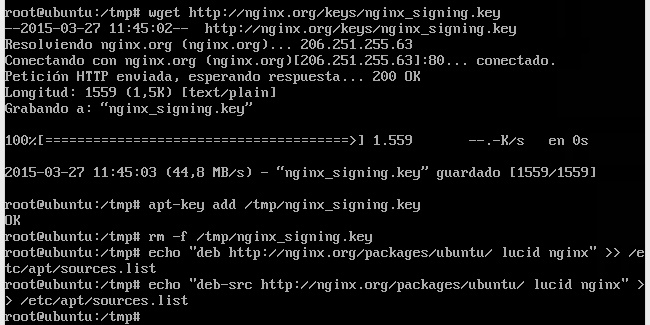 root@ubuntu:/tmp# wget http://nginx.org/keys/nginx_signing.key
--2015-03-27 11:45:02--  http://nginx.org/keys/nginx_signing.key
Resolviendo nginx.org (nginx.org)... 206.251.255.63
Conectando con nginx.org (nginx.org)[206.251.255.63]:80... conectado.
Petición HTTP enviada, esperando respuesta... 200 OK
Longitud: 1559 (1,5K) [text/plain]
Grabando a: “nginx_signing.key”
100%[======================================>] 1.559       --.-K/s   en 0s
2015-03-27 11:45:03 (44,8 MB/s) - “nginx_signing.key” guardado [1559/1559]
root@ubuntu:/tmp# apt-key add /tmp/nginx_signing.key
OK
root@ubuntu:/tmp# rm -f /tmp/nginx_signing.key
root@ubuntu:/tmp# echo "deb http://nginx.org/packages/ubuntu/ lucid nginx" >> /e
tc/apt/sources.list
root@ubuntu:/tmp# echo "deb-src http://nginx.org/packages/ubuntu/ lucid nginx" >
> /etc/apt/sources.list
root@ubuntu:/tmp#